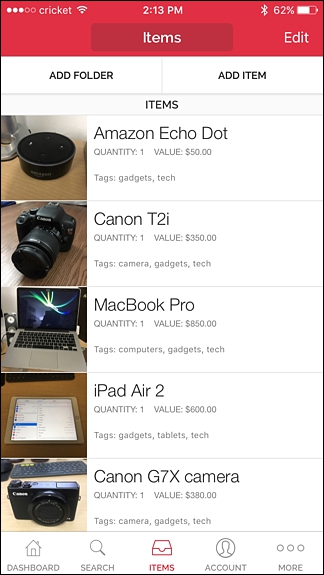 cricket 2:13 PM 62%
Items Edit
ADD FOLDER ADD ITEM
ITEMS
Amazon Echo Dot
QUANTITY: 1 VALUE: $50.00
Tags: gadgets, tech
Canon T2i
QUANTITY: 1 VALUE: $350.00
Tags: camera, gadgets, tech
MacBook Pro
QUANTITY: 1 VALUE: $850.00
Tags: computers, gadgets, tech
iPad Air 2
QUANTITY: 1 VALUE: $600.00
Tags: gadgets, tablets, tech
Canon
Canon G7X camera
QUANTITY: 1 VALUE: $380.00
Tags: camera, gadgets, tech
DASHBOARD SEARCH ITEMS ACCOUNT MORE